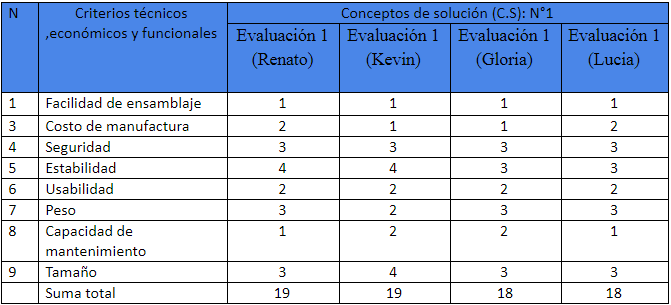 N Criterios técnicos Conceptos de solución (C.S): N°1
,económicos y funcionales Evaluación 1 Evaluación 1 Evaluación 1 Evaluación 1
(Renato) (Kevin) (Gloria) (Lucia)
1 Facilidad de ensamblaje 1 1 1 1
3 Costo de manufactura 2 1 1 2
4 Seguridad 3 3 3 3
5 Estabilidad 4 4 3 3
6 Usabilidad 2 2 2 2
7 Peso 3 2 3 3
8 Capacidad de 1 2 2 1
mantenimiento
9 Tamaño 3 4 3 3
Suma total 19 19 18 18